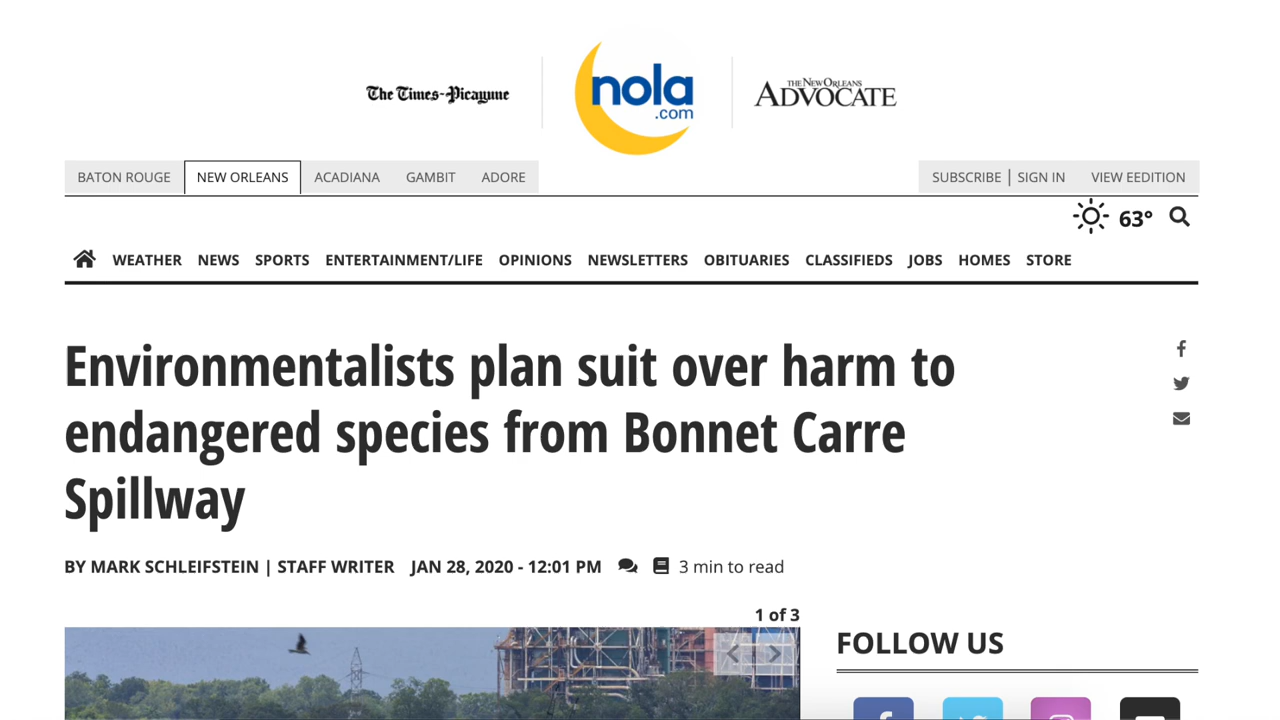 The Times-Picayune
nola
.com
THE NEW ORLEANS
ADVOCATE
BATON ROUGE NEW ORLEANS ACADIANA GAMBIT ADORE
SUBSCRIBE | SIGN IN VIEW EEDITION
63°
WEATHER NEWS SPORTS ENTERTAINMENT/LIFE OPINIONS NEWSLETTERS OBITUARIES CLASSIFIEDS JOBS HOMES STORE
Environmentalists plan suit over harm to
endangered species from Bonnet Carre
Spillway
BY MARK SCHLEIFSTEIN | STAFF WRITER JAN 28, 2020 - 12:01 PM 3 min to read
1 of 3
FOLLOW US